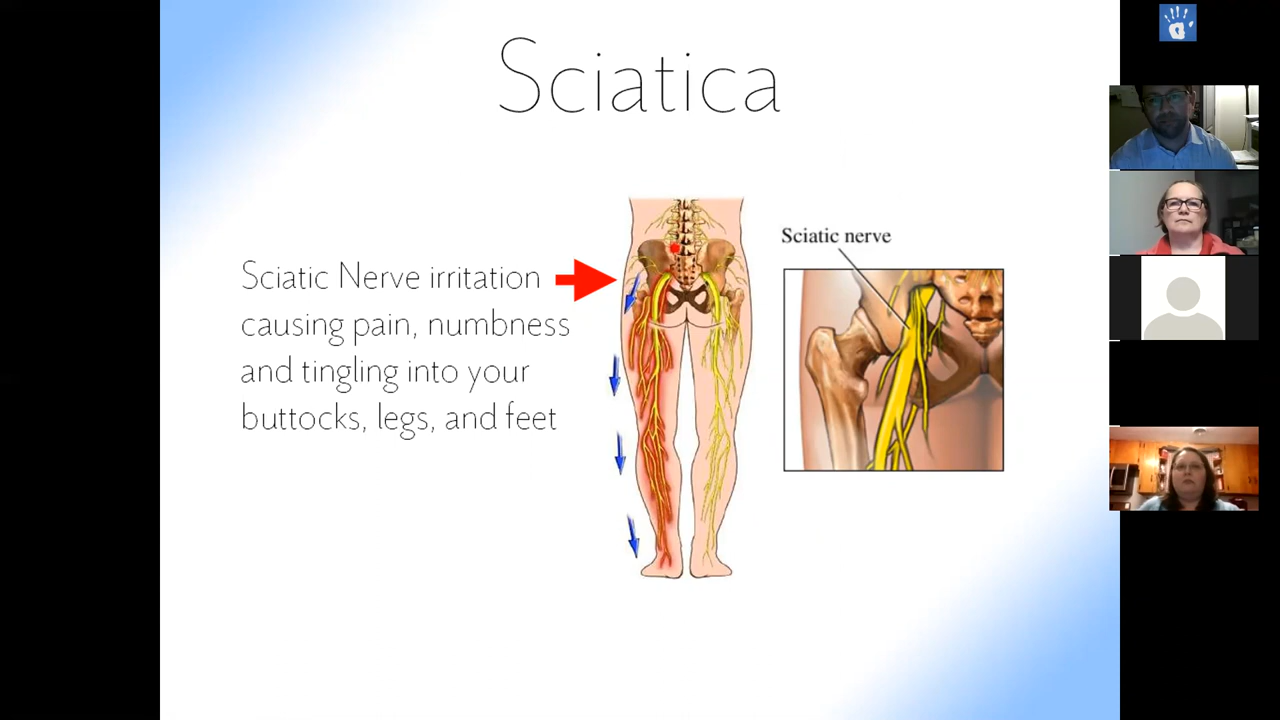 Sciatica
Sciatic Nerve irritation
causing pain, numbness
and tingling into your
buttocks, legs, and feet
Sciatic nerve